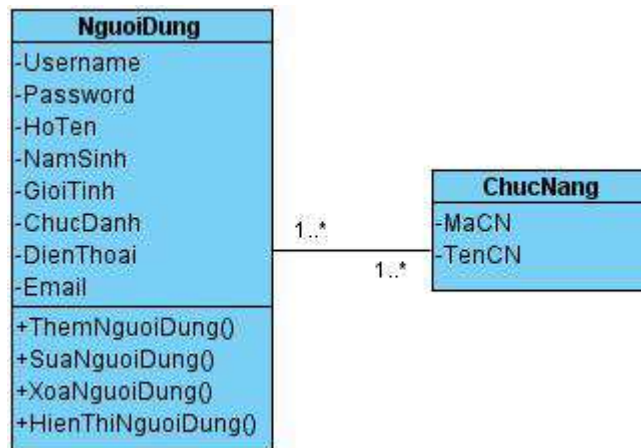 NguoiDung
-Username
-Password
-HoTen
-NamSinh
-GioiTinh
-ChucDanh
-DienThoai
-Email
+ThemNguoiDung()
+SuaNguoiDung()
+XoaNguoiDung()
+HienThiNguoiDung()
1..*
1..*
ChucNang
-MaCN
-TenCN